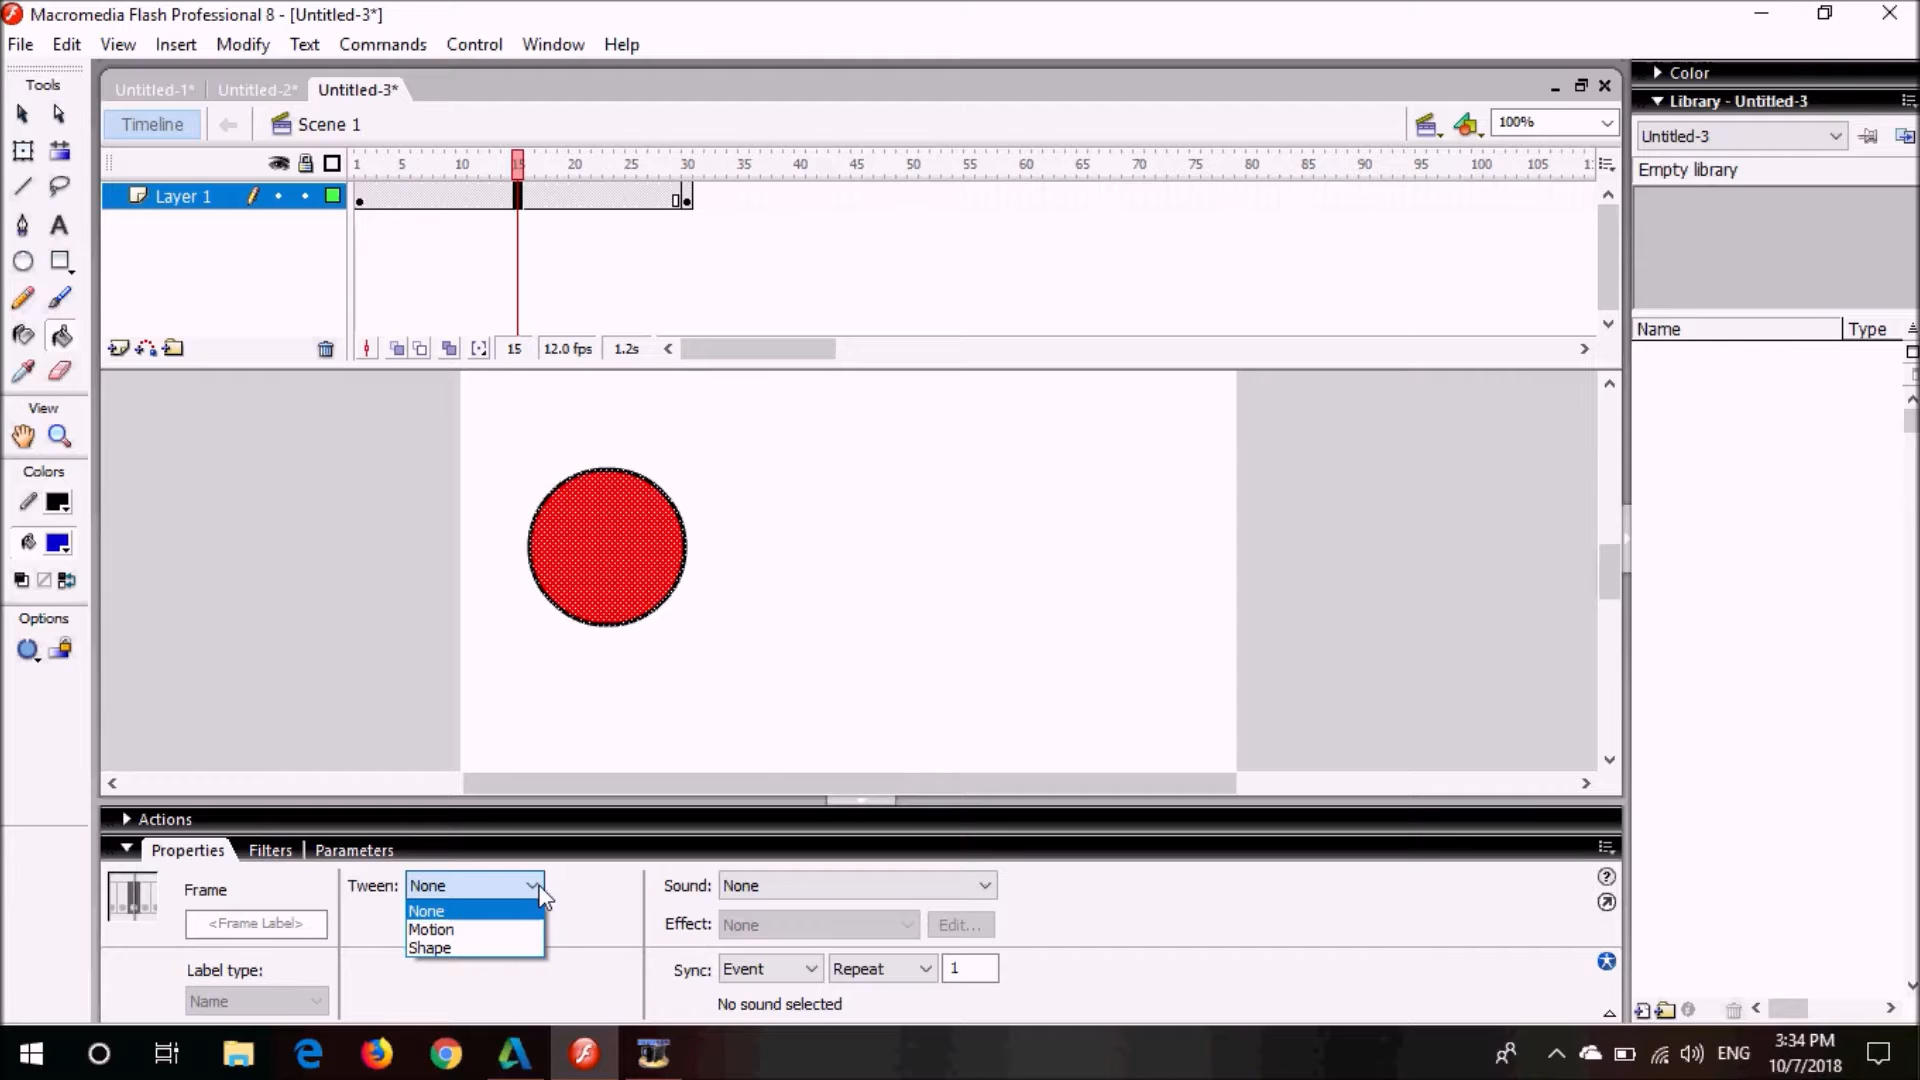 Macromedia Flash Professional 8 - [Untitled-3*]
File Edit View Insert Modify Text Commands Control Window Help
Tools
Untitled-1* Untitled-2* Untitled-3*
Timeline Scene 1 100%
1 5 10 15 20 25 30 35 40 45 50 55 60 65 70 75 80 85 90 95 100 105
Layer 1
15 12.0 fps 1.2s
View
Colors
Options
Color
Library - Untitled-3
Untitled-3
Empty library
Name Type
Actions
Properties Filters Parameters
Frame
<Frame Label>
Label type:
Name
Tween: None
None
Motion
Shape
Sound: None
Effect: None Edit...
Sync: Event Repeat 1
No sound selected
ENG
3:34 PM
10/7/2018